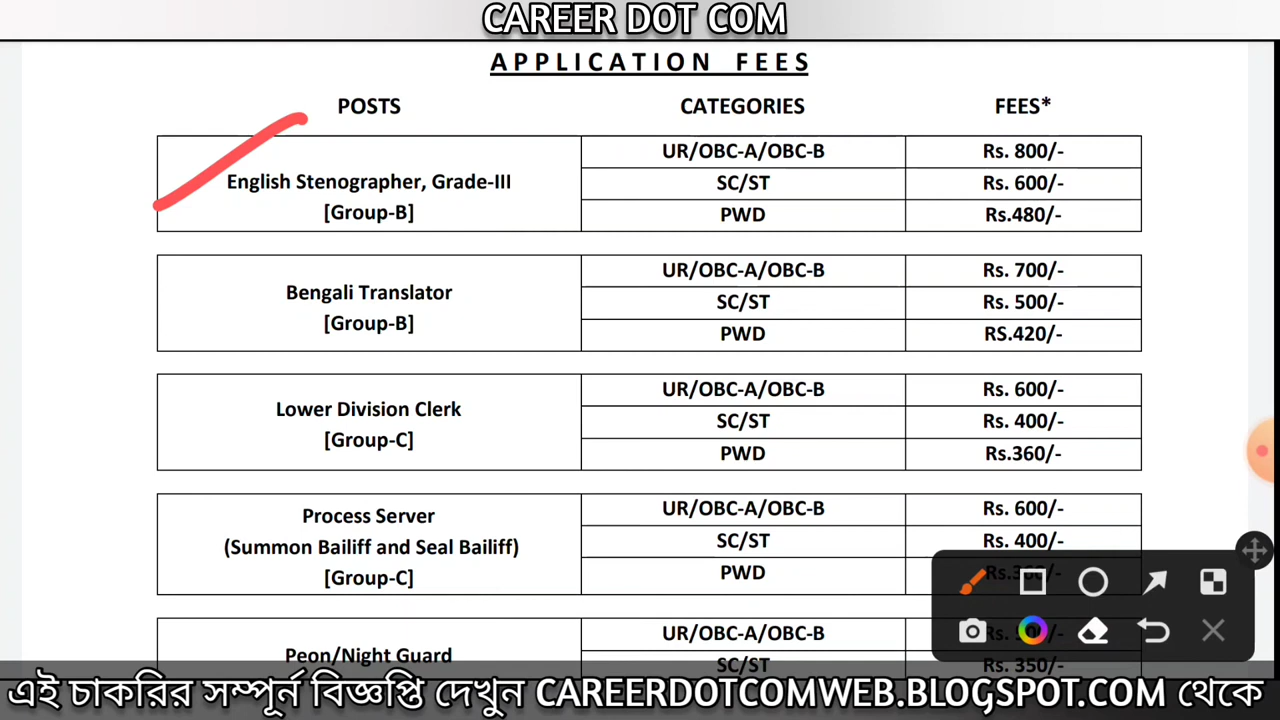 CAREER DOT COM
APPLICATION FEES
POSTS CATEGORIES FEES*
English Stenographer, Grade-III
[Group-B]
UR/OBC-A/OBC-B Rs. 800/-
SC/ST Rs. 600/-
PWD Rs.480/-
Bengali Translator
[Group-B]
UR/OBC-A/OBC-B Rs. 700/-
SC/ST Rs. 500/-
PWD RS.420/-
Lower Division Clerk
[Group-C]
UR/OBC-A/OBC-B Rs. 600/-
SC/ST Rs. 400/-
PWD Rs.360/-
Process Server
(Summon Bailiff and Seal Bailiff)
[Group-C]
UR/OBC-A/OBC-B Rs. 600/-
SC/ST Rs. 400/-
PWD Rs.360/-
Peon/Night Guard
UR/OBC-A/OBC-B
SC/ST Rs. 350/-
এই চাকরির সম্পূর্ন বিজ্ঞপ্তি দেখুন CAREERDOTCOMWEB.BLOGSPOT.COM থেকে